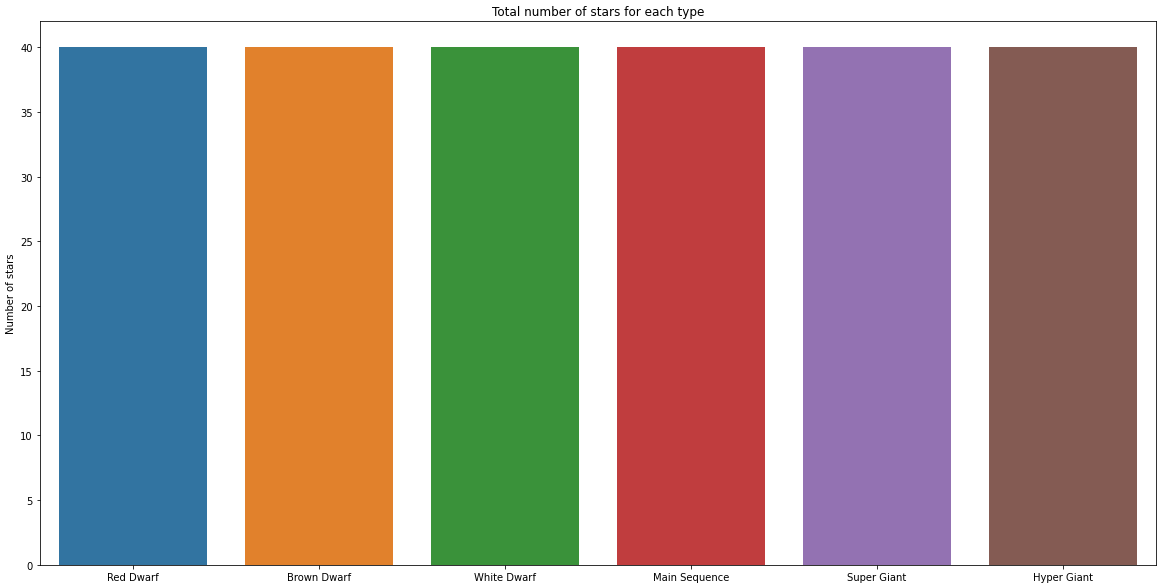 Total number of stars for each type
Number of stars
40
35
30
25
20
15
10
5
0
Red Dwarf
Brown Dwarf
White Dwarf
Main Sequence
Super Giant
Hyper Giant